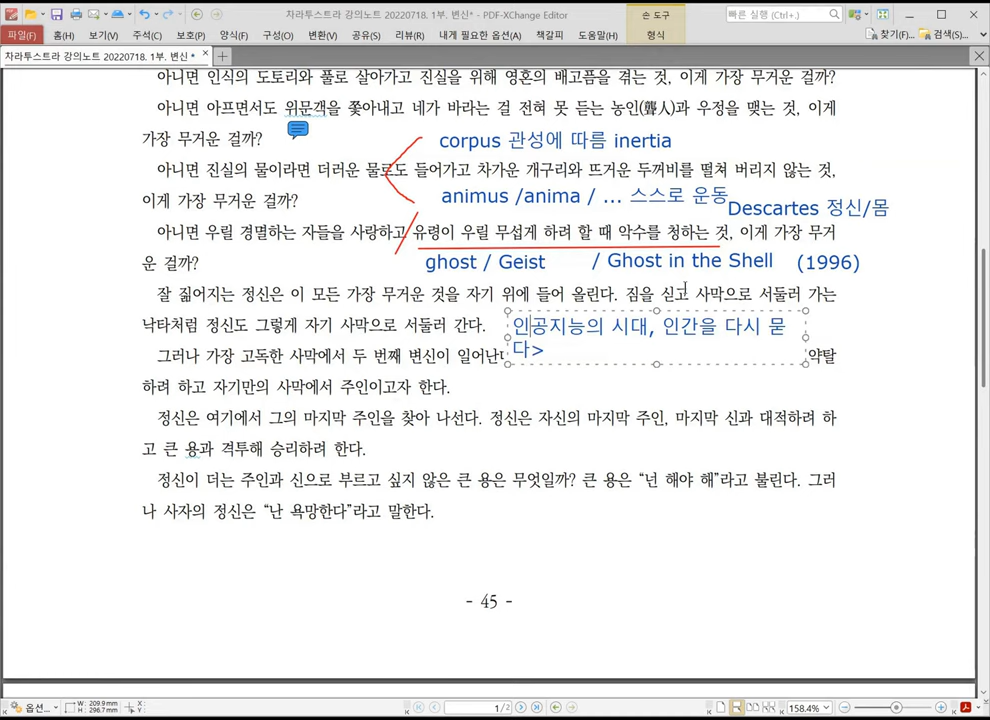 차라투스트라 강의노트 20220718. 1부. 변신* - PDF-XChange Editor
손 도구
빠른 실행 (Ctrl+.)
파일(F) 홈(H) 보기(V) 주석(C) 보호(P) 양식(F) 구성(O) 변환(V) 공유(S) 리뷰(R) 내게 필요한 옵션(A) 책갈피 도움말(H) 형식 찾기(F)... 검색(S)...
차라투스트라 강의노트 20220718. 1부. 변신 *
아니면 인식의 도토리와 풀로 살아가고 진실을 위해 영혼의 배고픔을 겪는 것, 이게 가장 무거운 걸까?
아니면 아프면서도 위문객을 쫓아내고 네가 바라는 걸 전혀 못 듣는 농인(聾人)과 우정을 맺는 것, 이게
가장 무거운 걸까?
corpus 관성에 따름 inertia
아니면 진실의 물이라면 더러운 물로도 들어가고 차가운 개구리와 뜨거운 두꺼비를 떨쳐 버리지 않는 것,
이게 가장 무거운 걸까?
animus /anima / ... 스스로 운동
Descartes 정신/몸
아니면 우릴 경멸하는 자들을 사랑하고 유령이 우릴 무섭게 하려 할 때 악수를 청하는 것, 이게 가장 무거
운 걸까?
ghost / Geist / Ghost in the Shell (1996)
잘 짊어지는 정신은 이 모든 가장 무거운 것을 자기 위에 들어 올린다. 짐을 싣고 사막으로 서둘러 가는
낙타처럼 정신도 그렇게 자기 사막으로 서둘러 간다.
인공지능의 시대, 인간을 다시 묻
다>
그러나 가장 고독한 사막에서 두 번째 변신이 일어난 약탈
하려 하고 자기만의 사막에서 주인이고자 한다.
정신은 여기에서 그의 마지막 주인을 찾아 나선다. 정신은 자신의 마지막 주인, 마지막 신과 대적하려 하
고 큰 용과 격투해 승리하려 한다.
정신이 더는 주인과 신으로 부르고 싶지 않은 큰 용은 무엇일까? 큰 용은 “넌 해야 해”라고 불린다. 그러
나 사자의 정신은 “난 욕망한다”라고 말한다.
- 45 -
옵션... W: 209.9mm H: 296.7mm X: Y: 1/2 158.4%